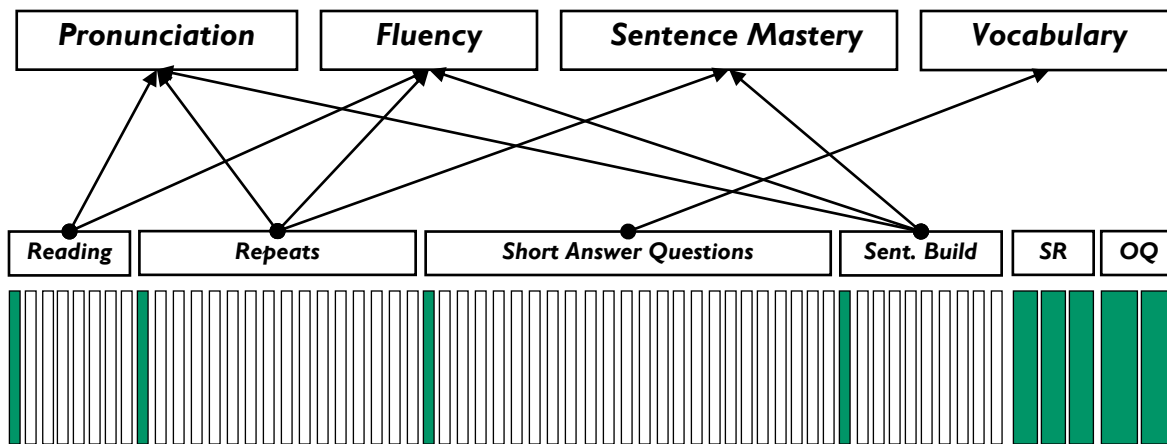 Pronunciation Fluency Sentence Mastery Vocabulary
Reading Repeats Short Answer Questions Sent. Build SR OQ